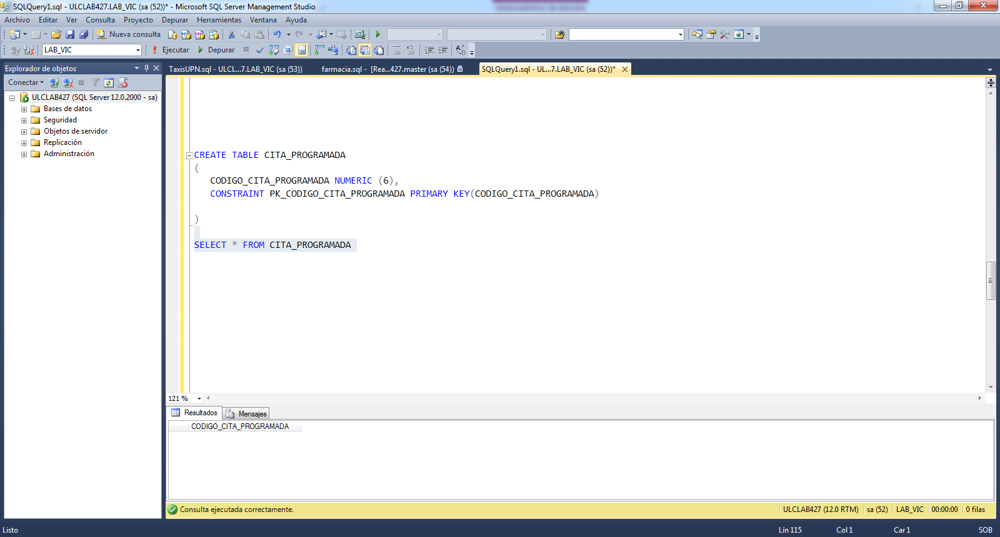 SQLQuery1.sql - ULCLAB427.LAB_VIC (sa (52))* - Microsoft SQL Server Management Studio
Archivo Editar Ver Consulta Proyecto Depurar Herramientas Ventana Ayuda
Nueva consulta
LAB_VIC Ejecutar Depurar
Explorador de objetos
TaxisUPN.sql - ULCL...7.LAB_VIC (sa (53)) farmacia.sql - [Rea...427.master (sa (54)) SQLQuery1.sql - UL...7.LAB_VIC (sa (52))*
Conectar
ULCLAB427 (SQL Server 12.0.2000 - sa)
Bases de datos
Seguridad
Objetos de servidor
Replicación
Administración
CREATE TABLE CITA_PROGRAMADA
(
CODIGO_CITA_PROGRAMADA NUMERIC (6),
CONSTRAINT PK_CODIGO_CITA_PROGRAMADA PRIMARY KEY(CODIGO_CITA_PROGRAMADA)
)
SELECT * FROM CITA_PROGRAMADA
121 %
Resultados Mensajes
CODIGO_CITA_PROGRAMADA
Consulta ejecutada correctamente. ULCLAB427 (12.0 RTM) sa (52) LAB_VIC 00:00:00 0 filas
Listo Lín 115 Col 1 Car 1 SOB